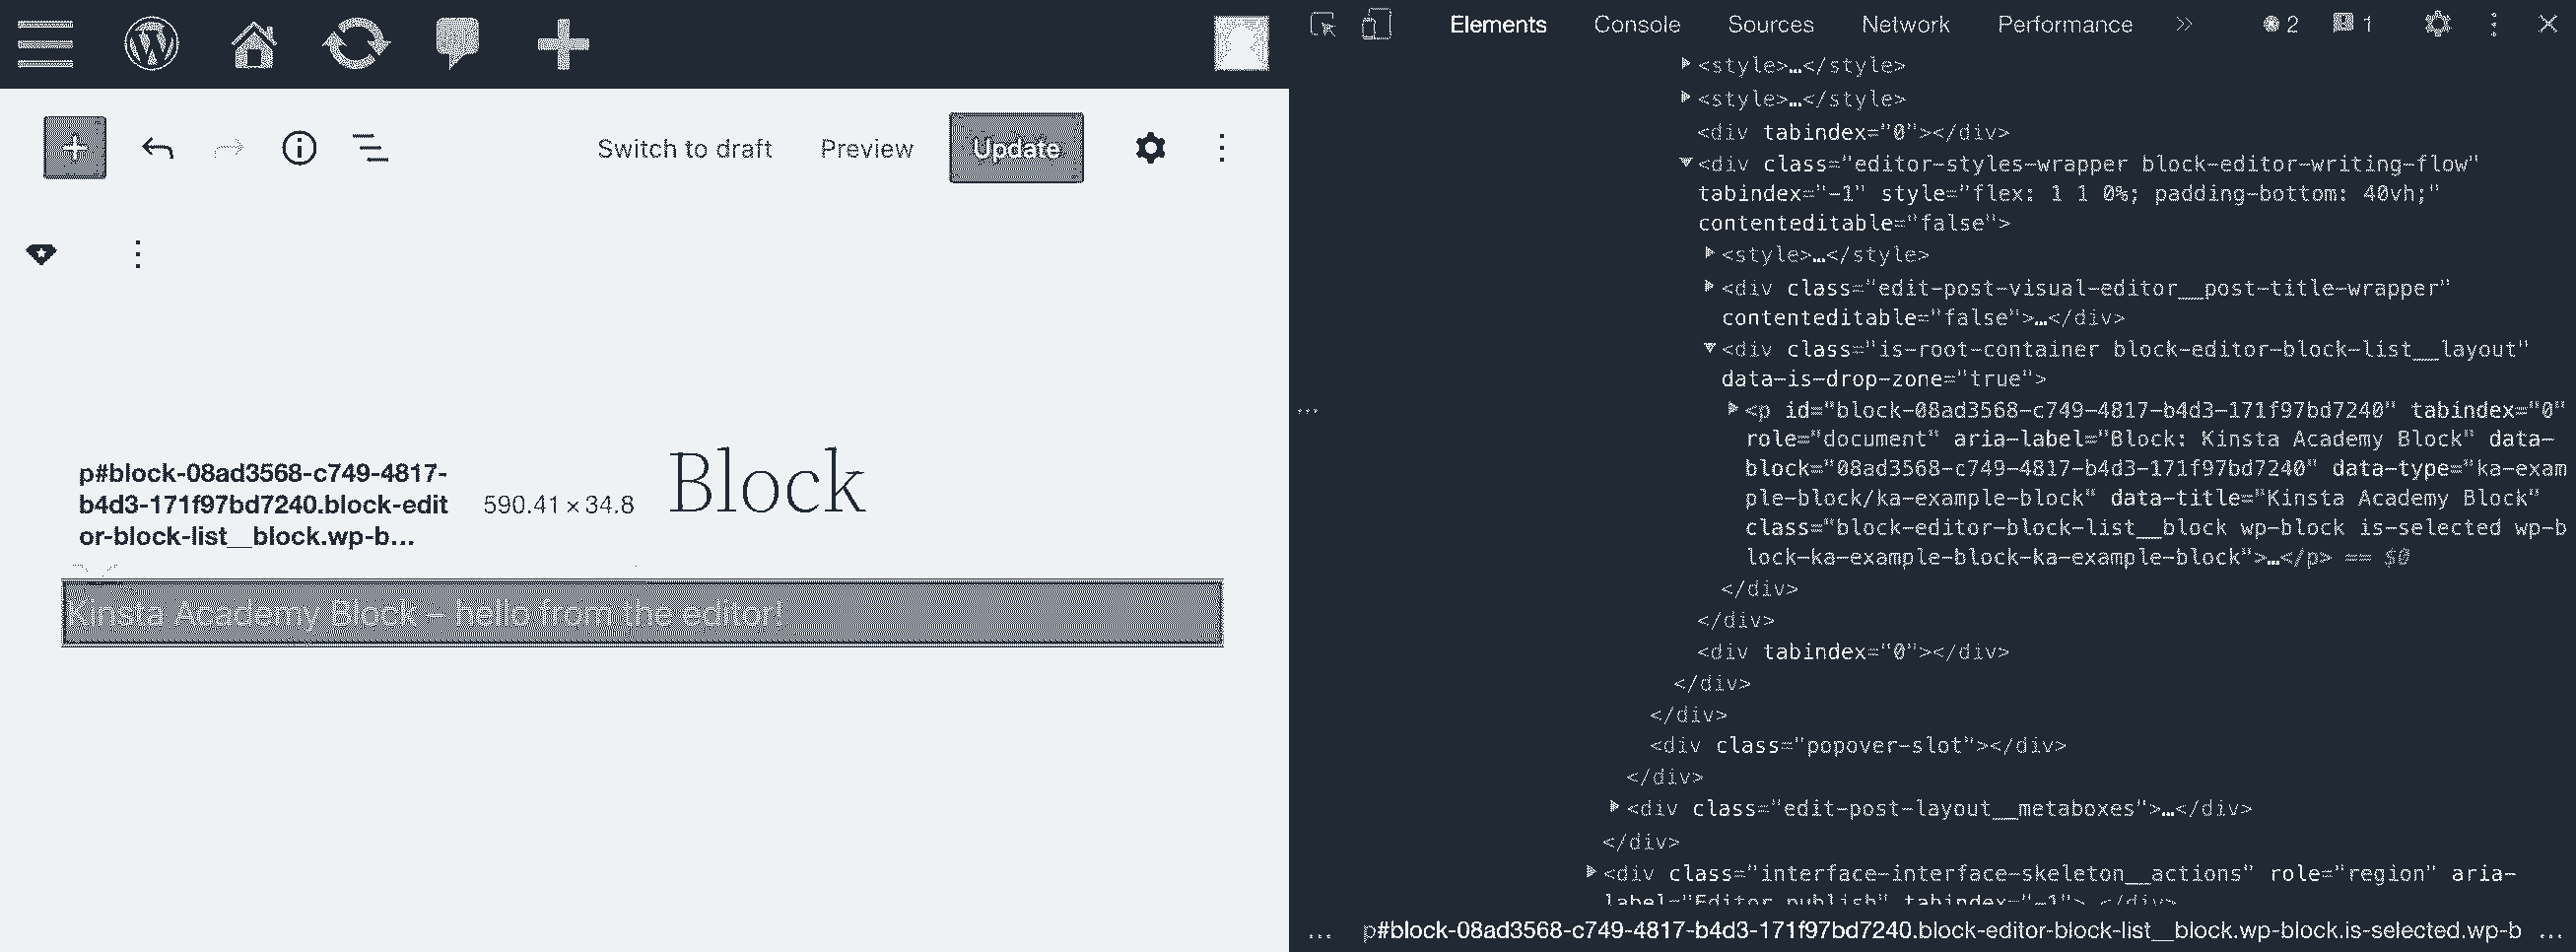 Switch to draft Preview Update
p#block-08ad3568-c749-4817-
b4d3-171f97bd7240.block-edit
or-block-list__block.wp-b...
590.41 × 34.8
Block
Kinsta Academy Block – hello from the editor!
Elements Console Sources Network Performance » 2 1
<style>…</style>
<style>…</style>
<div tabindex="0"></div>
<div class="editor-styles-wrapper block-editor-writing-flow"
tabindex="-1" style="flex: 1 1 0%; padding-bottom: 40vh;"
contenteditable="false">
<style>…</style>
<div class="edit-post-visual-editor__post-title-wrapper"
contenteditable="false">…</div>
<div class="is-root-container block-editor-block-list__layout"
data-is-drop-zone="true">
... <p id="block-08ad3568-c749-4817-b4d3-171f97bd7240" tabindex="0"
role="document" aria-label="Block: Kinsta Academy Block" data-
block="08ad3568-c749-4817-b4d3-171f97bd7240" data-type="ka-exam
ple-block/ka-example-block" data-title="Kinsta Academy Block"
class="block-editor-block-list__block wp-block is-selected wp-b
lock-ka-example-block-ka-example-block">…</p> == $0
</div>
</div>
<div tabindex="0"></div>
</div>
</div>
<div class="popover-slot"></div>
</div>
<div class="edit-post-layout__metaboxes">…</div>
</div>
<div class="interface-interface-skeleton__actions" role="region" aria-
label="Editor publish" tabindex="-1">…</div>
... p#block-08ad3568-c749-4817-b4d3-171f97bd7240.block-editor-block-list__block.wp-block.is-selected.wp-b ...